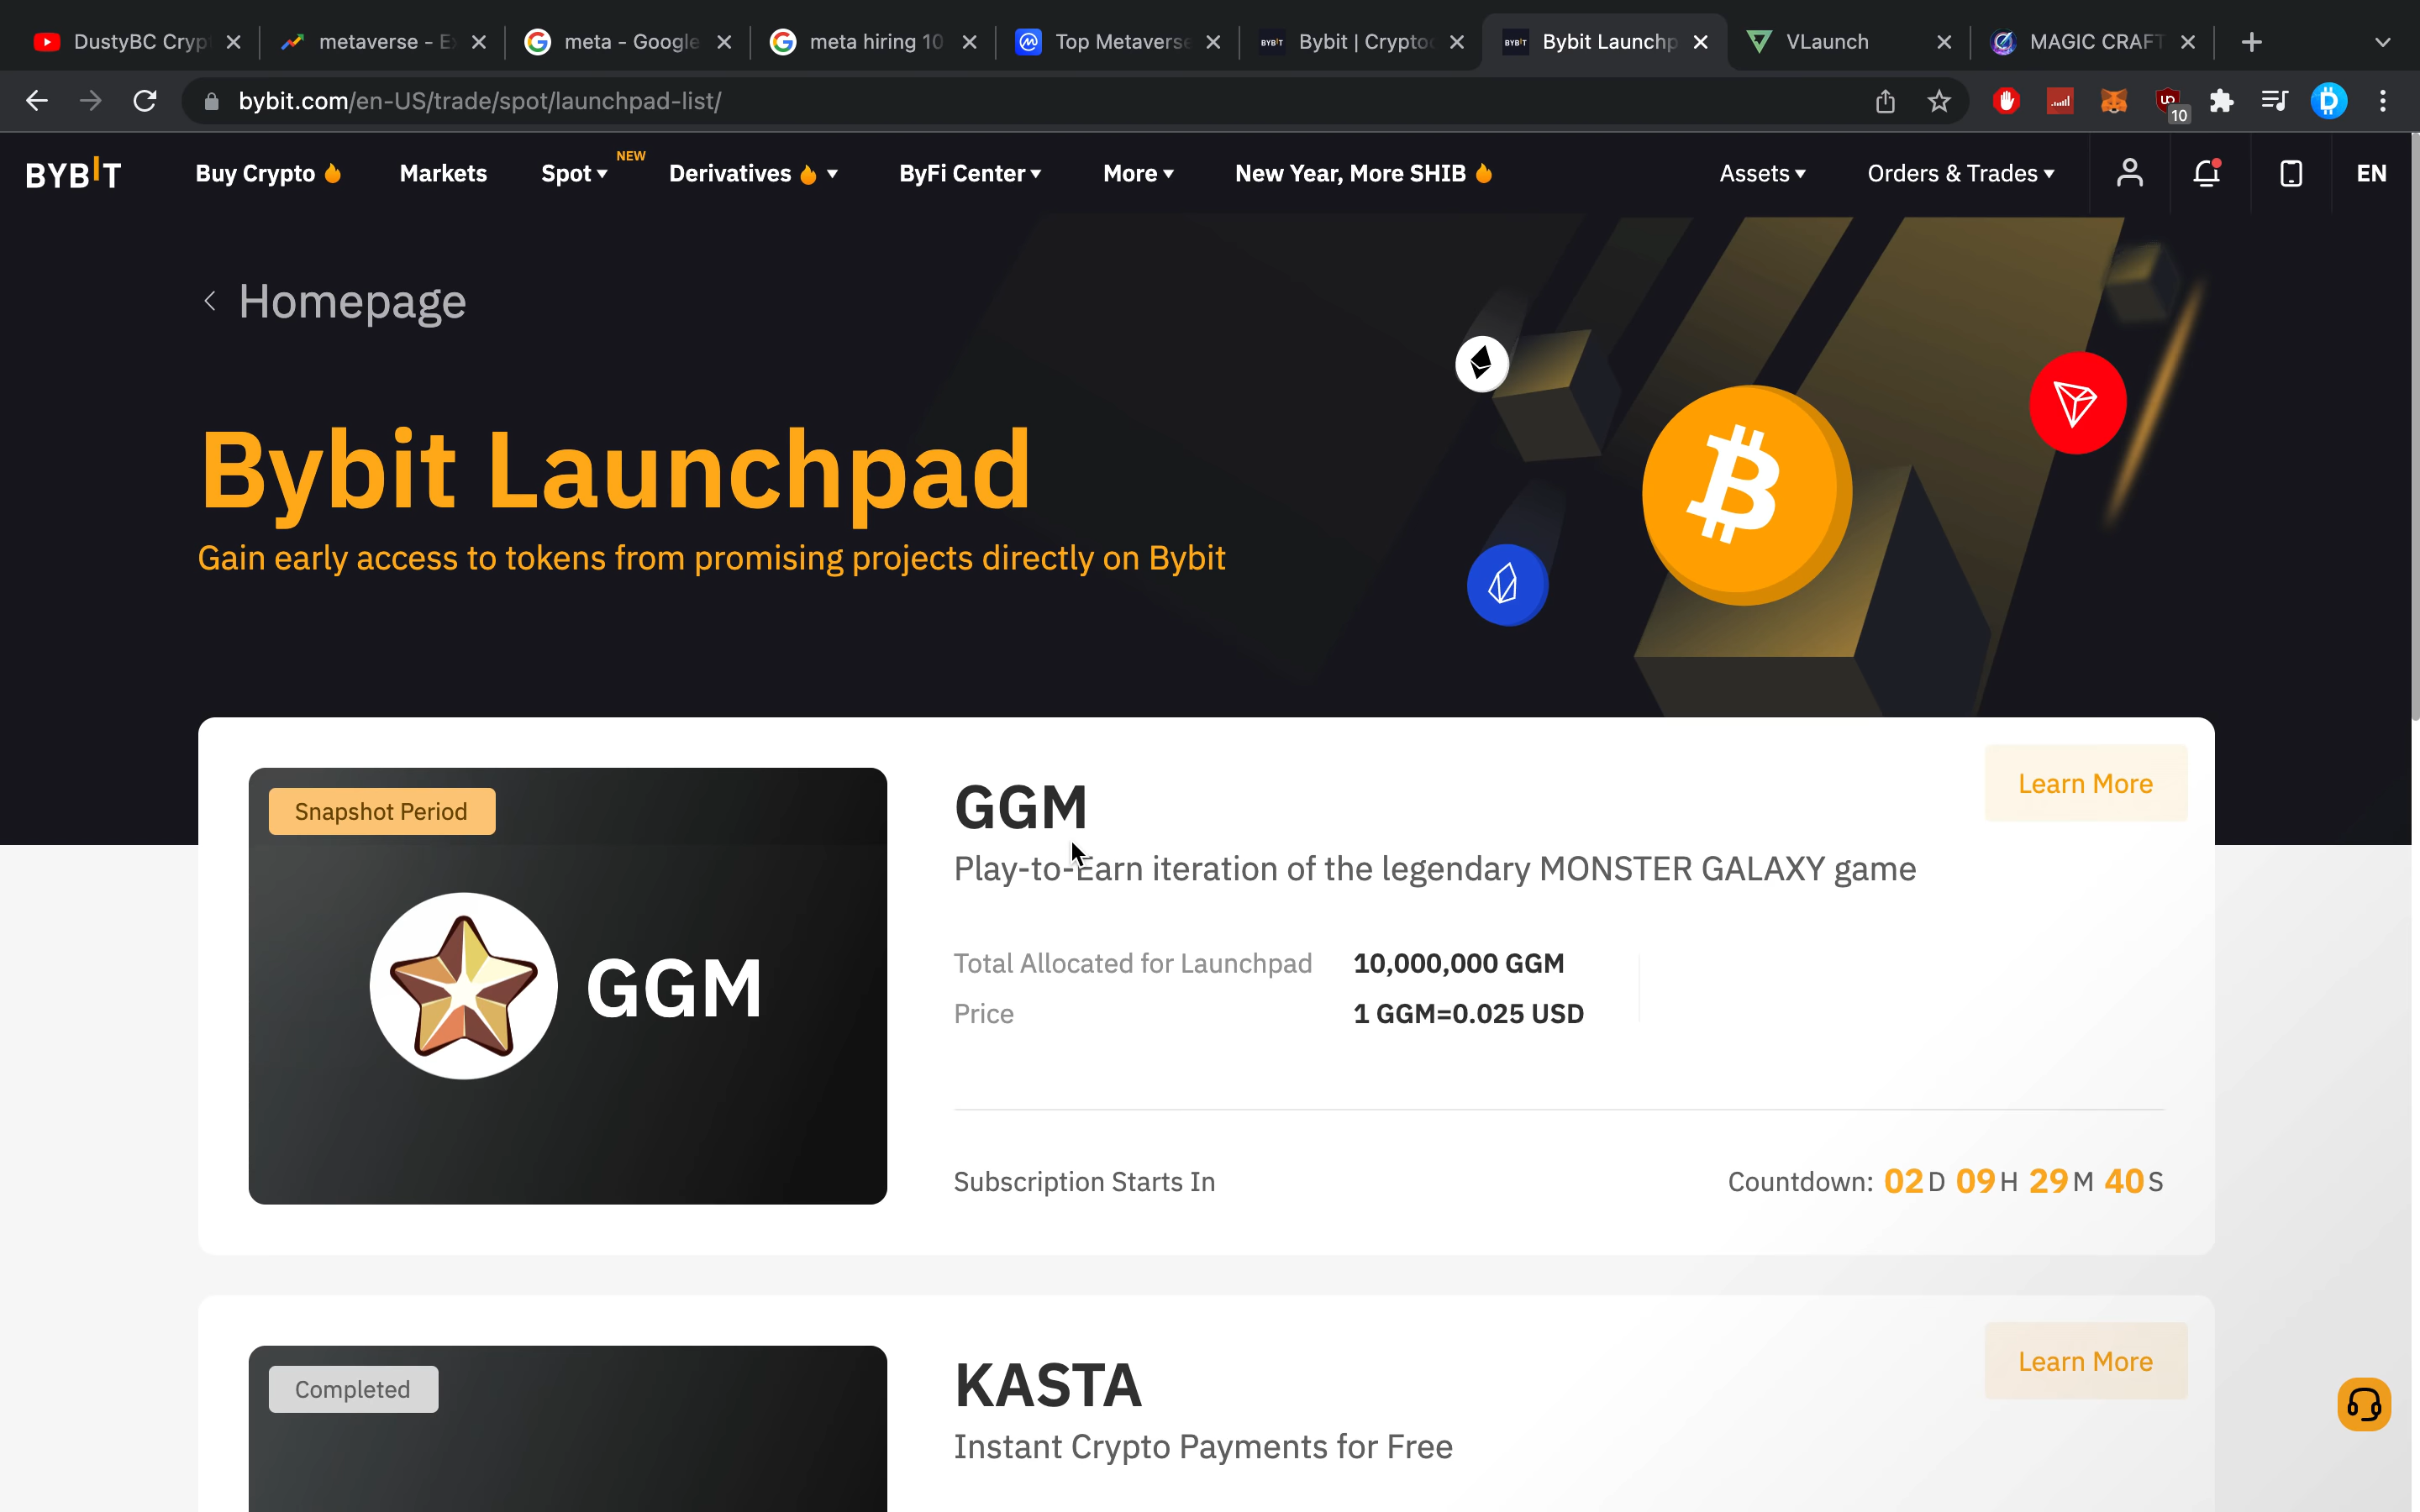 DustyBC Cryp
metaverse - Ex
meta - Google
meta hiring 10
Top Metaverse
Bybit | Cryptoc
Bybit Launchp
VLaunch
MAGIC CRAFT
bybit.com/en-US/trade/spot/launchpad-list/
10
BYBIT
Buy Crypto
Markets
Spot
NEW
Derivatives
ByFi Center
More
New Year, More SHIB
Assets
Orders & Trades
EN
Homepage
Bybit Launchpad
Gain early access to tokens from promising projects directly on Bybit
Snapshot Period
GGM
GGM
Learn More
Play-to-Earn iteration of the legendary MONSTER GALAXY game
Total Allocated for Launchpad 10,000,000 GGM
Price 1 GGM=0.025 USD
Subscription Starts In
Countdown: 02 D 09 H 29 M 40 S
Completed
KASTA
Learn More
Instant Crypto Payments for Free